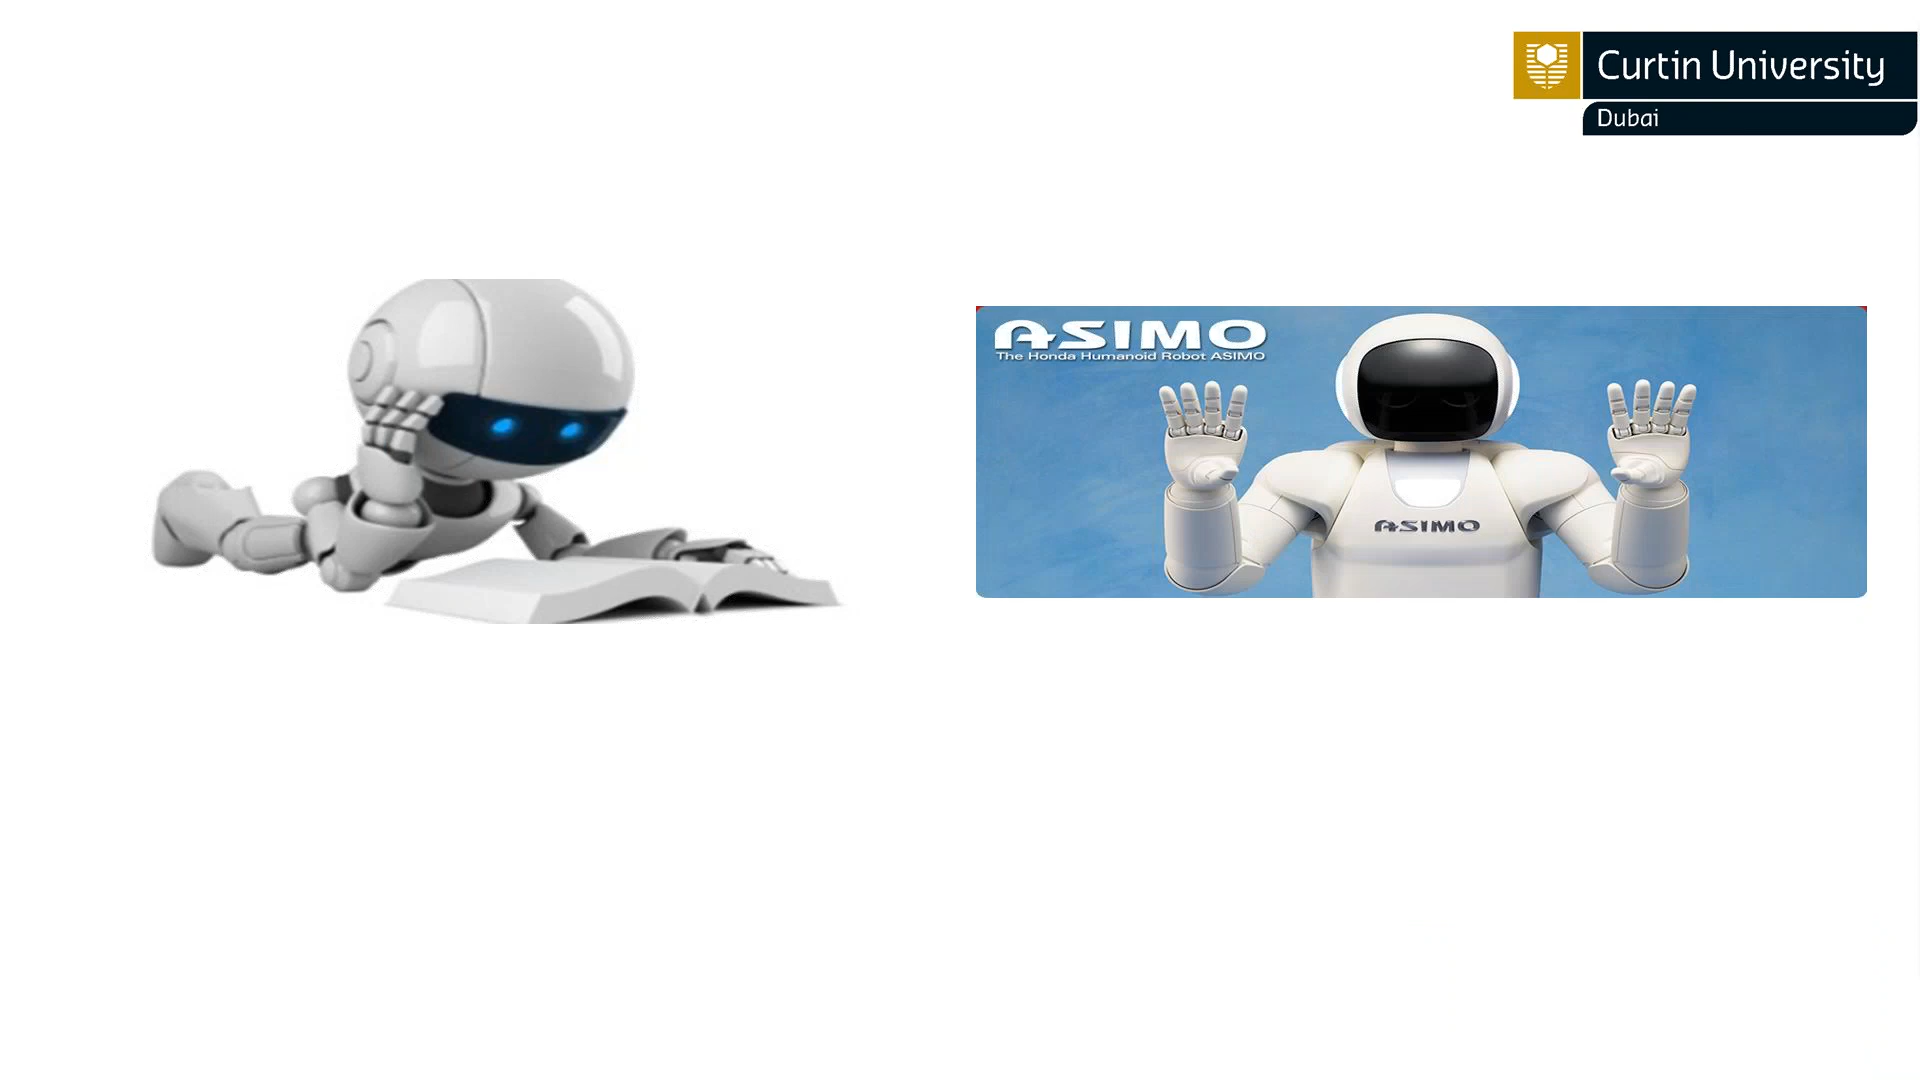 Curtin University
Dubai
ASIMO
The Honda Humanoid Robot ASIMO
ASIMO